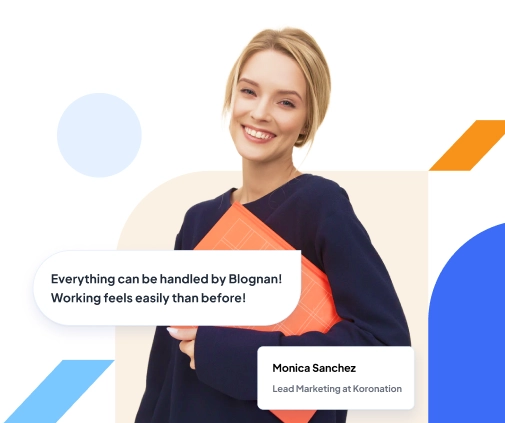 Everything can be handled by Blognan!
Working feels easily than before!
Monica Sanchez
Lead Marketing at Koronation